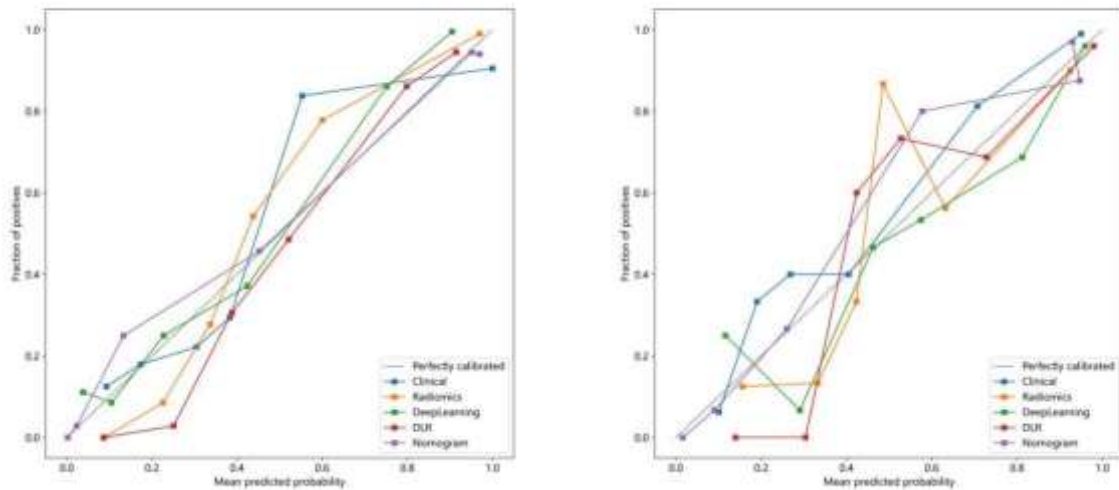 1.0
0.8
0.6
0.4
0.2
0.0
Fraction of positives
Perfectly calibrated
Clinical
Radiomics
DeepLearning
DLR
Nomogram
0.0 0.2 0.4 0.6 0.8 1.0
Mean predicted probability
1.0
0.8
0.6
0.4
0.2
0.0
Fraction of positives
Perfectly calibrated
Clinical
Radiomics
DeepLearning
DLR
Nomogram
0.0 0.2 0.4 0.6 0.8 1.0
Mean predicted probability